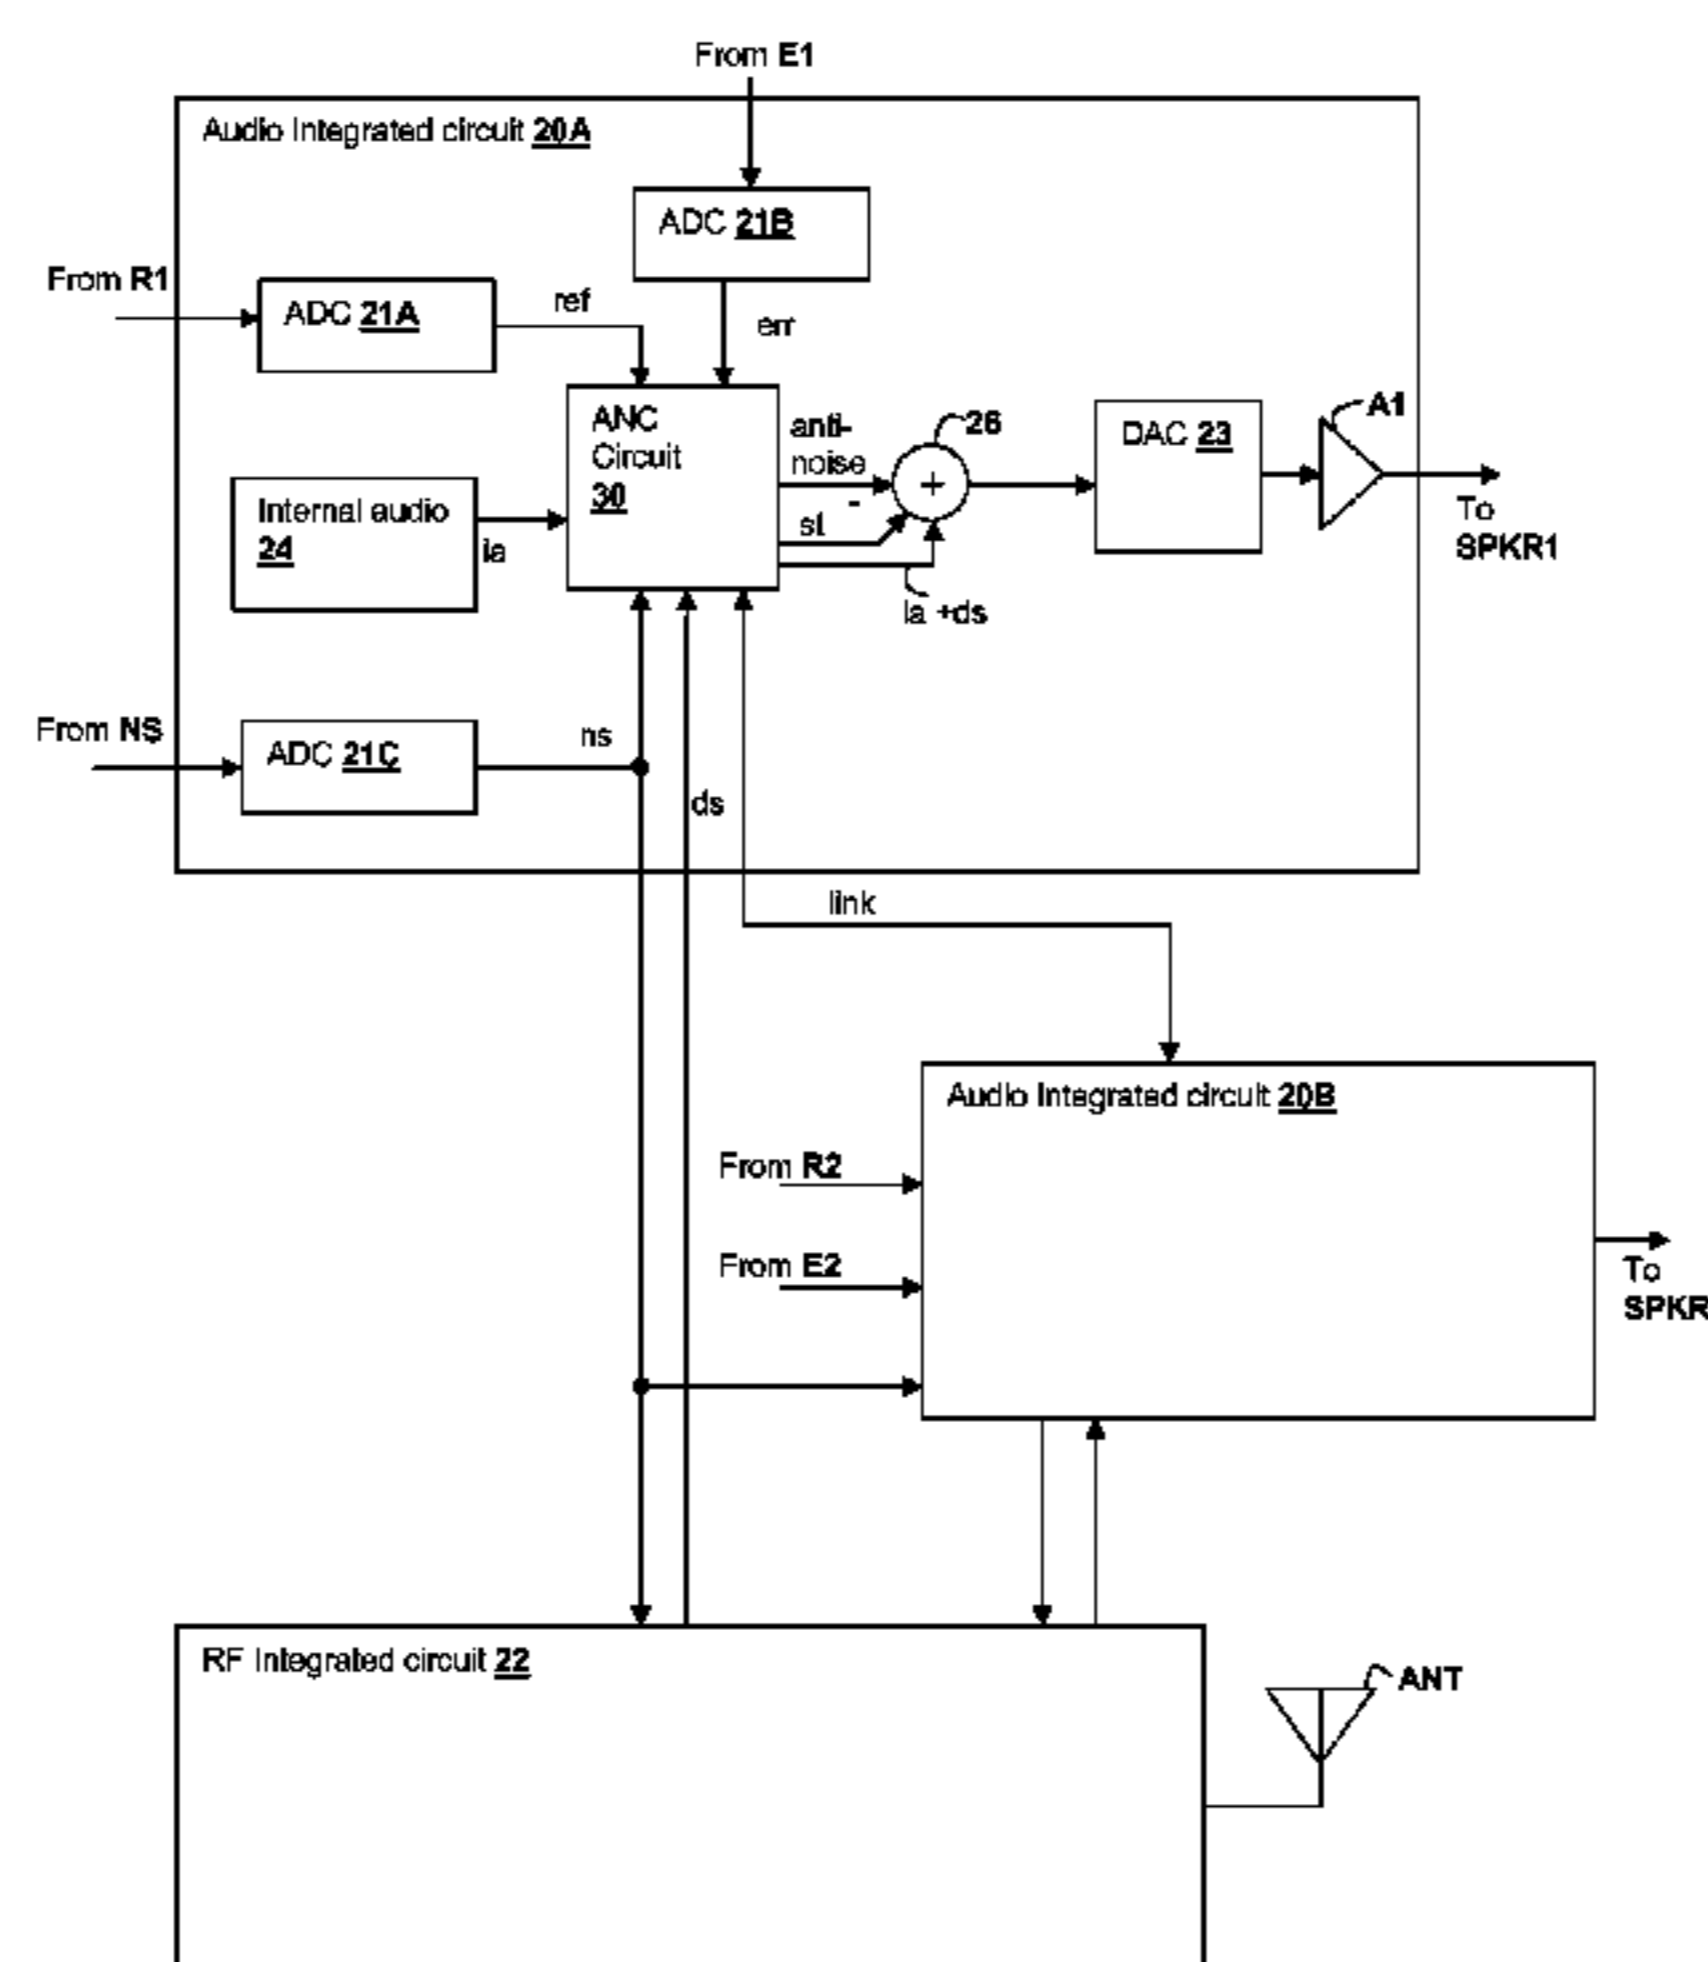 From E1
Audio Integrated circuit 20A
ADC 21B
From R1
ADC 21A
ref
err
ANC
Circuit
30
anti-
noise
-
26
+
DAC 23
A1
To
SPKR1
Internal audio
24
ia
st
ia +ds
From NS
ADC 21C
ns
ds
link
Audio Integrated circuit 20B
From R2
From E2
To
SPKR
RF Integrated circuit 22
ANT